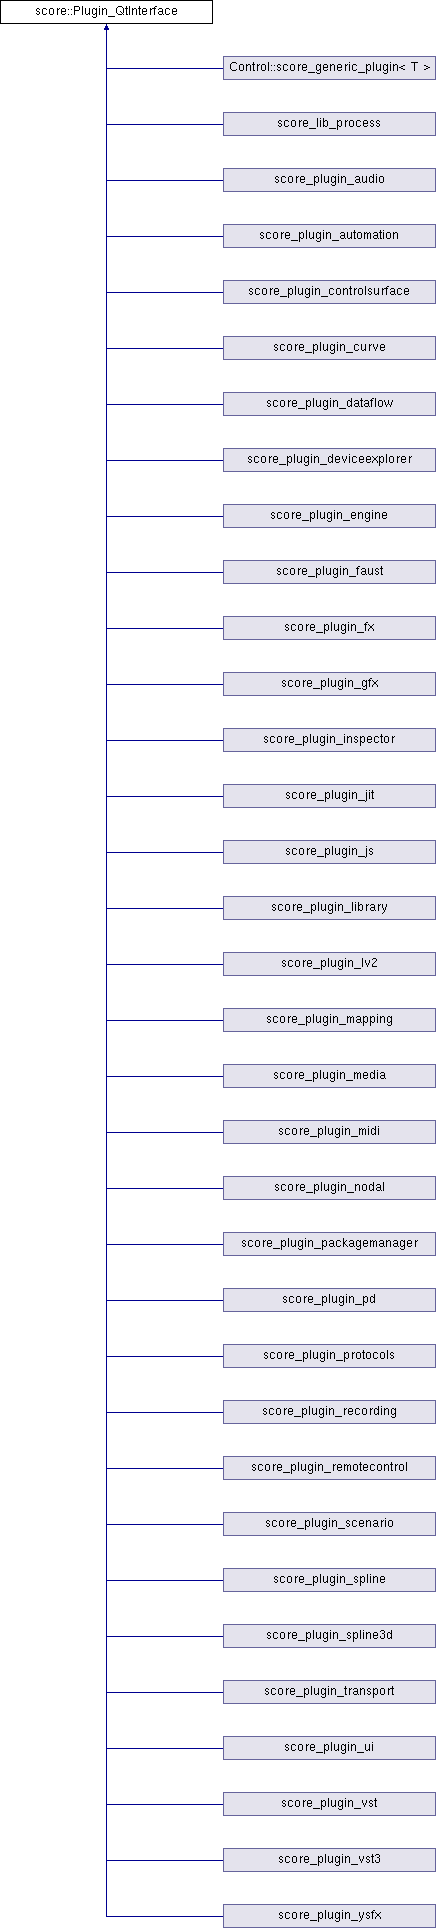 score::Plugin_QtInterface
Control::score_generic_plugin< T >
score_lib_process
score_plugin_audio
score_plugin_automation
score_plugin_controlsurface
score_plugin_curve
score_plugin_dataflow
score_plugin_deviceexplorer
score_plugin_engine
score_plugin_faust
score_plugin_fx
score_plugin_gfx
score_plugin_inspector
score_plugin_jit
score_plugin_js
score_plugin_library
score_plugin_lv2
score_plugin_mapping
score_plugin_media
score_plugin_midi
score_plugin_nodal
score_plugin_packagemanager
score_plugin_pd
score_plugin_protocols
score_plugin_recording
score_plugin_remotecontrol
score_plugin_scenario
score_plugin_spline
score_plugin_spline3d
score_plugin_transport
score_plugin_ui
score_plugin_vst
score_plugin_vst3
score_plugin_ysfx